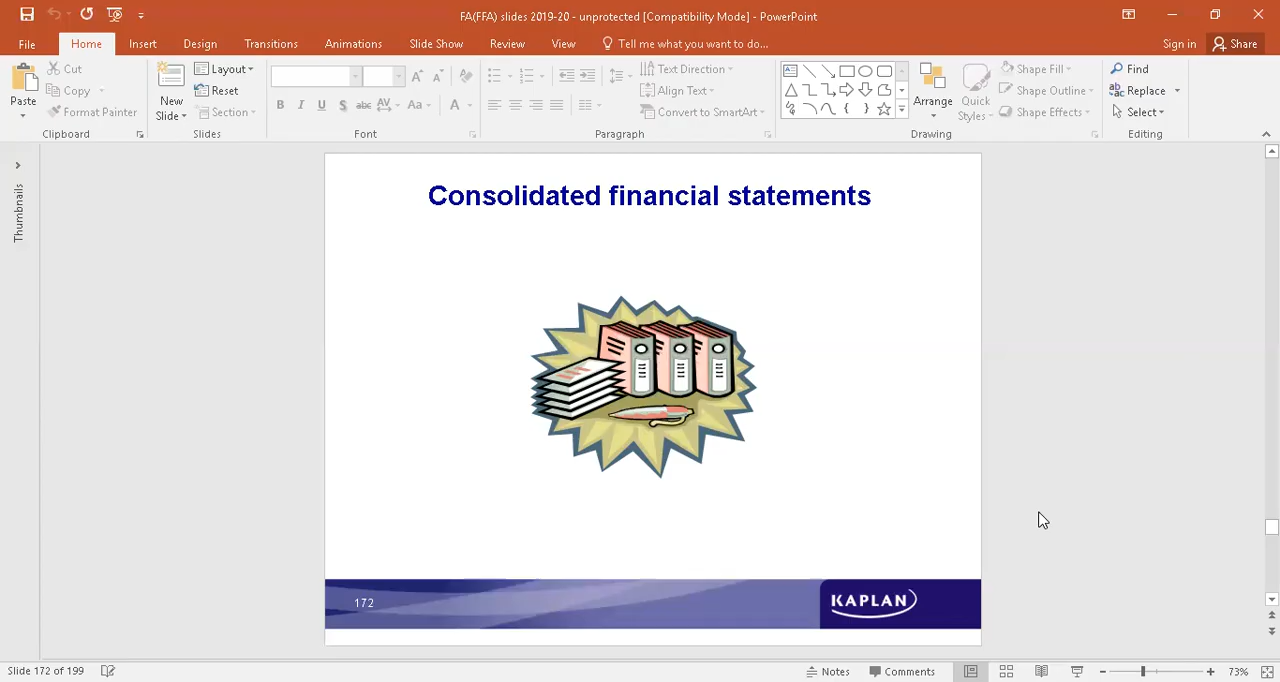 FA(FFA) slides 2019-20 - unprotected [Compatibility Mode] - PowerPoint
File Home Insert Design Transitions Animations Slide Show Review View Tell me what you want to do... Sign in Share
Paste
Cut
Copy
Format Painter
Clipboard
New
Slide
Layout
Reset
Section
Slides
B I U S abc AV Aa A
Font
Text Direction
Align Text
Convert to SmartArt
Paragraph
Arrange
Quick
Styles
Shape Fill
Shape Outline
Shape Effects
Drawing
Find
Replace
Select
Editing
Thumbnails
Consolidated financial statements
172
KAPLAN
Slide 172 of 199
Notes Comments 73%